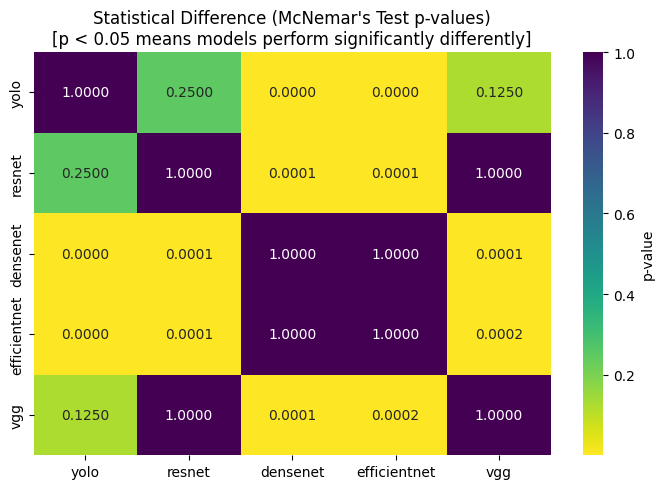 Statistical Difference (McNemar's Test p-values)
[p < 0.05 means models perform significantly differently]
yolo 1.0000 0.2500 0.0000 0.0000 0.1250
resnet 0.2500 1.0000 0.0001 0.0001 1.0000
densenet 0.0000 0.0001 1.0000 1.0000 0.0001
efficientnet 0.0000 0.0001 1.0000 1.0000 0.0002
vgg 0.1250 1.0000 0.0001 0.0002 1.0000
yolo resnet densenet efficientnet vgg
1.0
0.8
0.6
0.4
0.2
p-value